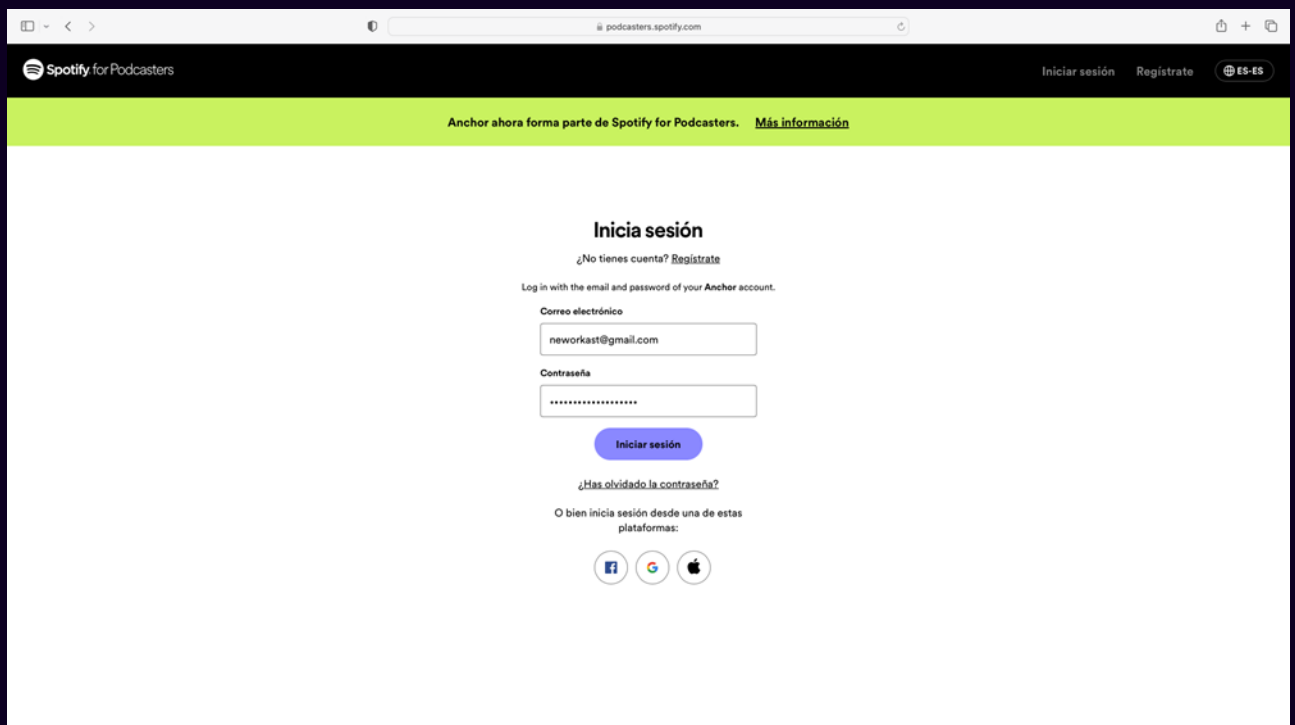 podcasters.spotify.com
Spotify for Podcasters
Iniciar sesión Regístrate ES-ES
Anchor ahora forma parte de Spotify for Podcasters. Más información
Inicia sesión
¿No tienes cuenta? Regístrate
Log in with the email and password of your Anchor account.
Correo electrónico
neworkast@gmail.com
Contraseña
•••••••••••••••••••
Iniciar sesión
¿Has olvidado la contraseña?
O bien inicia sesión desde una de estas
plataformas: